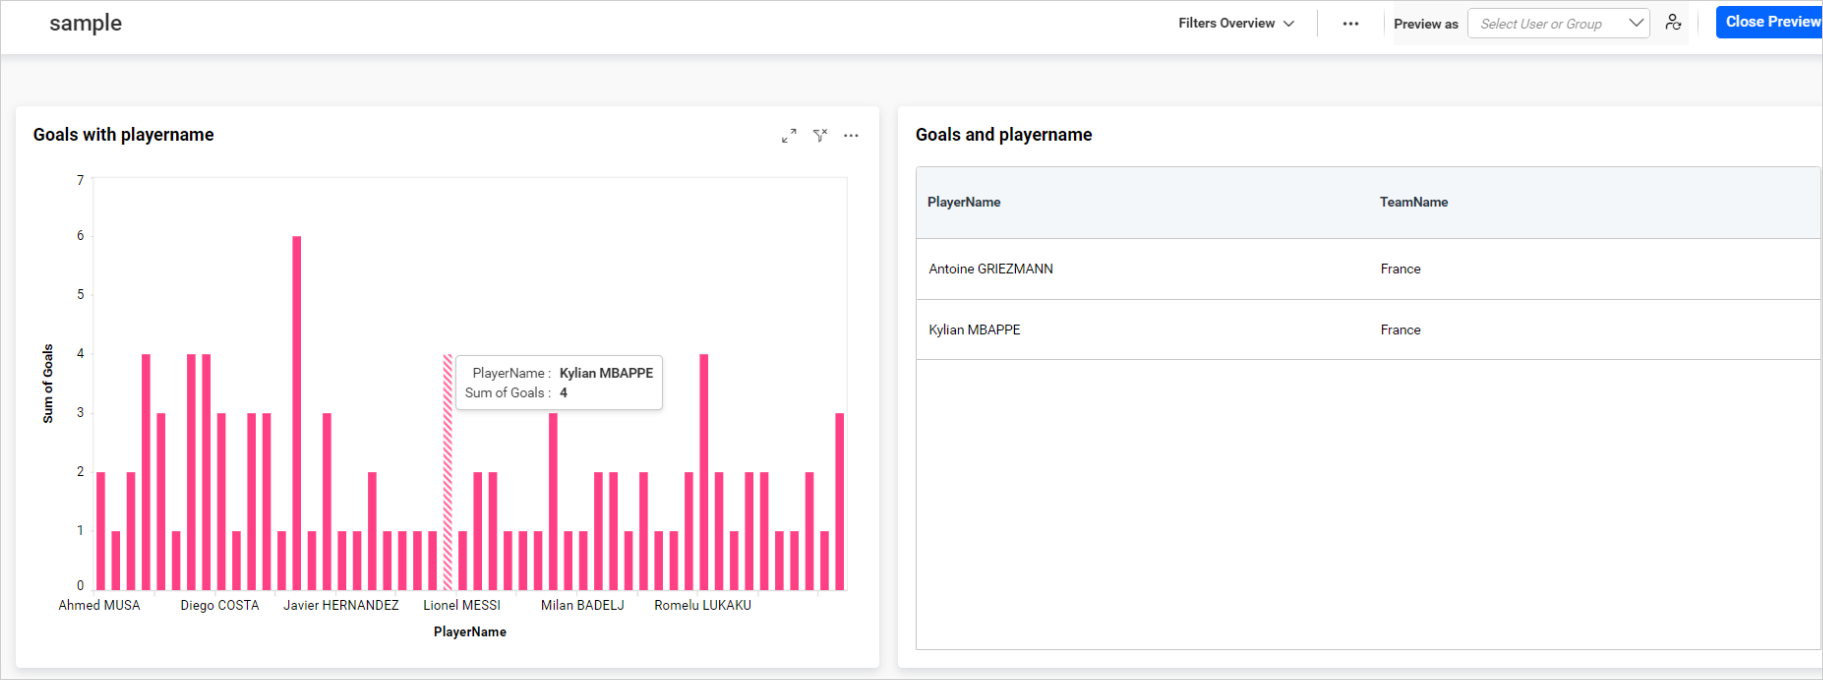 sample
Filters Overview
Preview as
Select User or Group
Close Preview
Goals with playername
7
6
5
4
3
2
1
0
Sum of Goals
PlayerName : Kylian MBAPPE
Sum of Goals : 4
Ahmed MUSA Diego COSTA Javier HERNANDEZ Lionel MESSI Milan BADELJ Romelu LUKAKU
PlayerName
Goals and playername
PlayerName TeamName
Antoine GRIEZMANN France
Kylian MBAPPE France